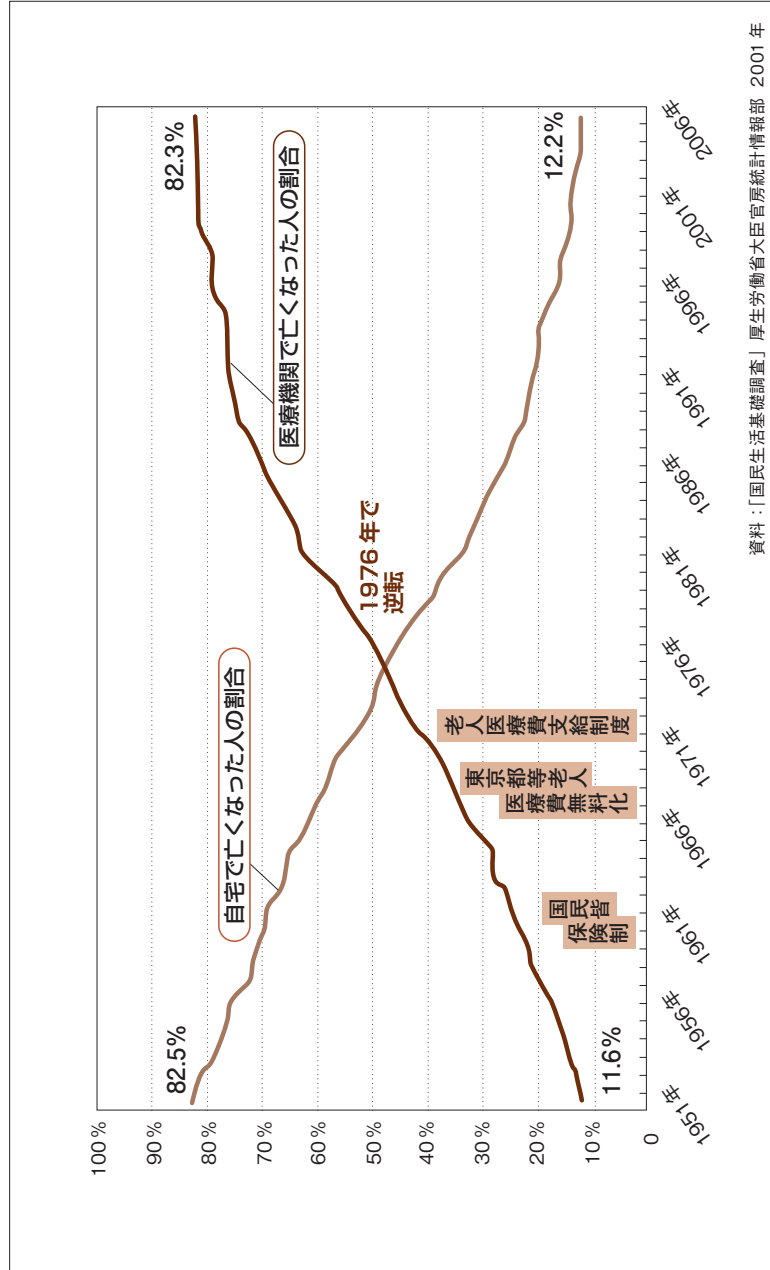 100%
90%
80%
70%
60%
50%
40%
30%
20%
10%
0
82.5%
11.6%
自宅で亡くなった人の割合
医療機関で亡くなった人の割合
82.3%
12.2%
1976年で
逆転
国民皆
保険制
東京都等老人
医療費無料化
老人医療費支給制度
1951年
1956年
1961年
1966年
1971年
1976年
1981年
1986年
1991年
1996年
2001年
2006年
資料：「国民生活基礎調査」厚生労働省大臣官房統計情報部 2001年